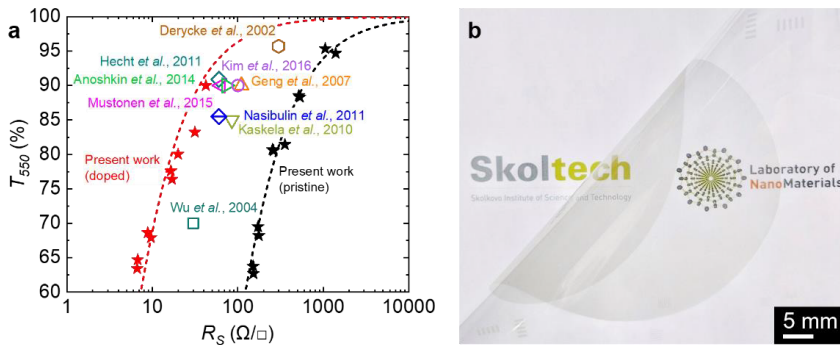 a
100
95
90
85
80
75
70
65
60
T550 (%)
Derycke et al., 2002
Hecht et al., 2011
Kim et al., 2016
Anoshkin et al., 2014
Geng et al., 2007
Mustonen et al., 2015
Nasibulin et al., 2011
Kaskela et al., 2010
Present work
(doped)
Present work
(pristine)
Wu et al., 2004
1 10 100 1000 10000
RS (Ω/□)
b
Skoltech
Skolkovo Institute of Science and Technology
Laboratory of
NanoMaterials
5 mm